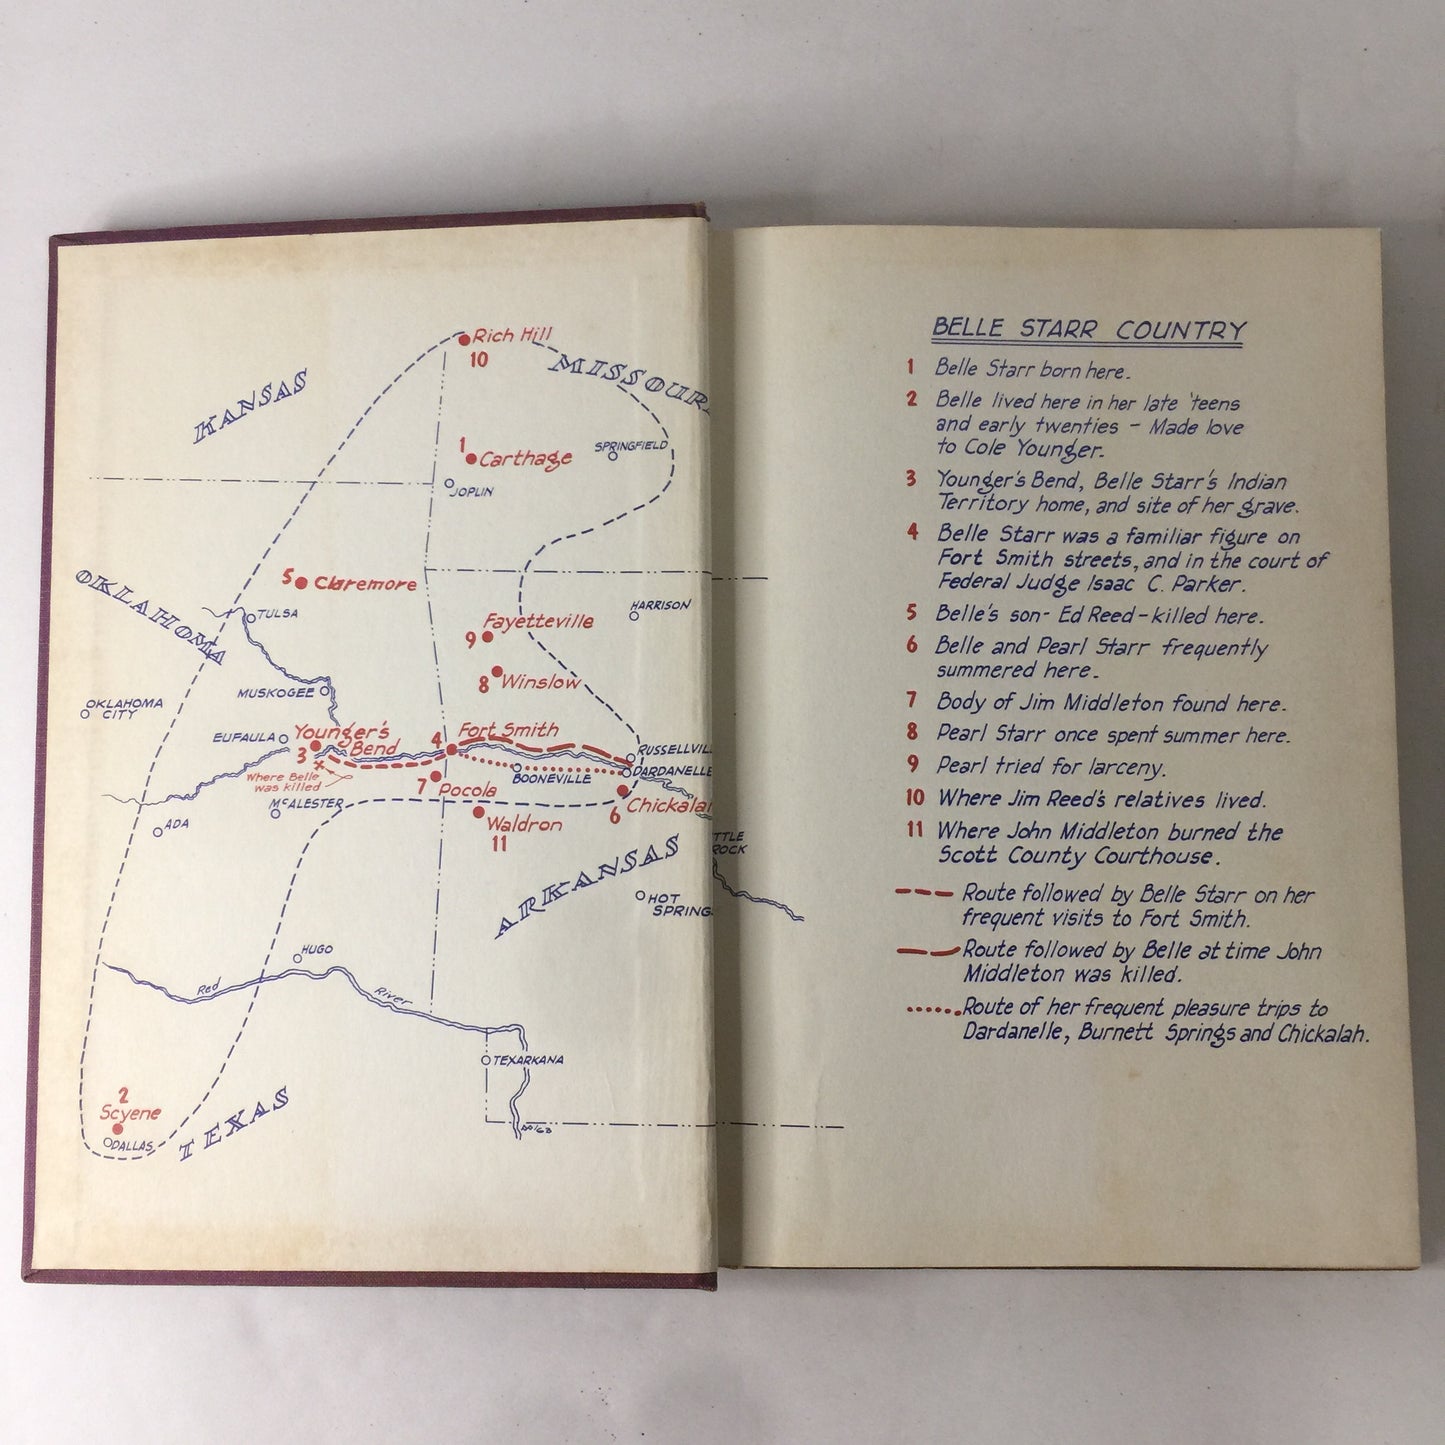 Rich Hill
10
MISSOURI
KANSAS
1
Carthage
SPRINGFIELD
JOPLIN
OKLAHOMA
5 Claremore
TULSA
HARRISON
Fayetteville
9
8 Winslow
MUSKOGEE
OKLAHOMA
CITY
EUFAULA
Younger's
Bend
3
Where Belle
was killed
4
Fort Smith
RUSSELLVILL
DARDANELLE
BOONEVILLE
7 Pocola
Chickalah
6
McALESTER
ADA
Waldron
11
TTLE
ROCK
ARKANSAS
HOT
SPRINGS
HUGO
Red River
TEXARKANA
2
Scyene
DALLAS
TEXAS
BELLE STARR COUNTRY
1 Belle Starr born here.
2 Belle lived here in her late 'teens
and early twenties - Made love
to Cole Younger.
3 Younger's Bend, Belle Starr's Indian
Territory home, and site of her grave.
4 Belle Starr was a familiar figure on
Fort Smith streets, and in the court of
Federal Judge Isaac C. Parker.
5 Belle's son- Ed Reed-killed here.
6 Belle and Pearl Starr frequently
summered here.
7 Body of Jim Middleton found here.
8 Pearl Starr once spent summer here.
9 Pearl tried for larceny.
10 Where Jim Reed's relatives lived.
11 Where John Middleton burned the
Scott County Courthouse.
Route followed by Belle Starr on her
frequent visits to Fort Smith.
Route followed by Belle at time John
Middleton was killed.
Route of her frequent pleasure trips to
Dardanelle, Burnett Springs and Chickalah.